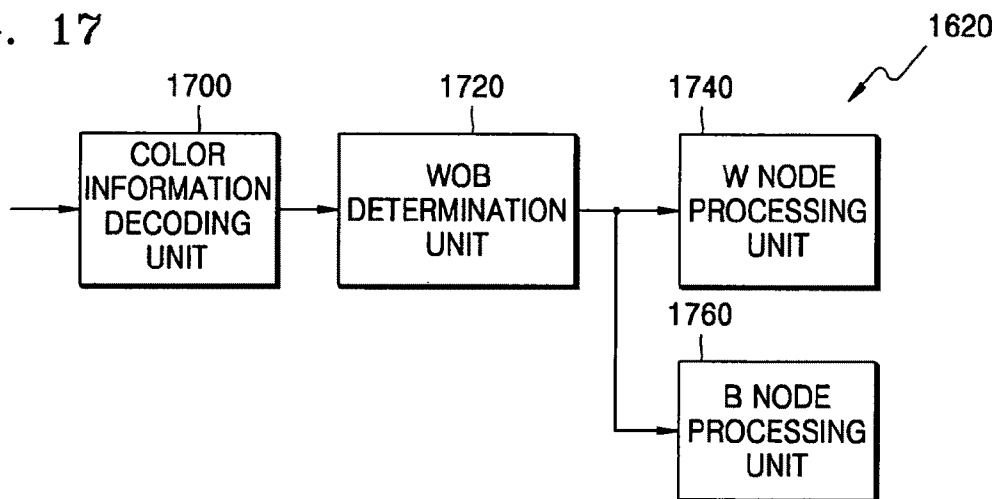 . 17
1620
1700
COLOR
INFORMATION
DECODING
UNIT
1720
WOB
DETERMINATION
UNIT
1740
W NODE
PROCESSING
UNIT
1760
B NODE
PROCESSING
UNIT